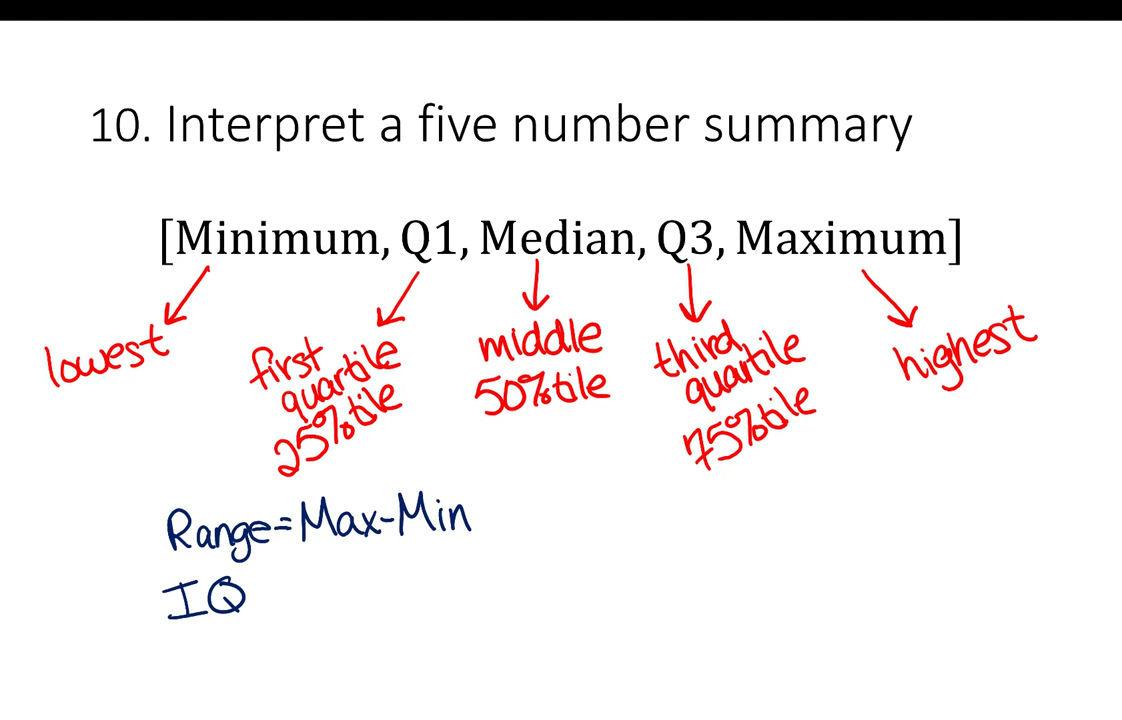 10. Interpret a five number summary
[Minimum, Q1, Median, Q3, Maximum]
lowest
first
quartile
25%tile
middle
50%tile
third
quartile
75%tile
highest
Range=Max-Min
IQ